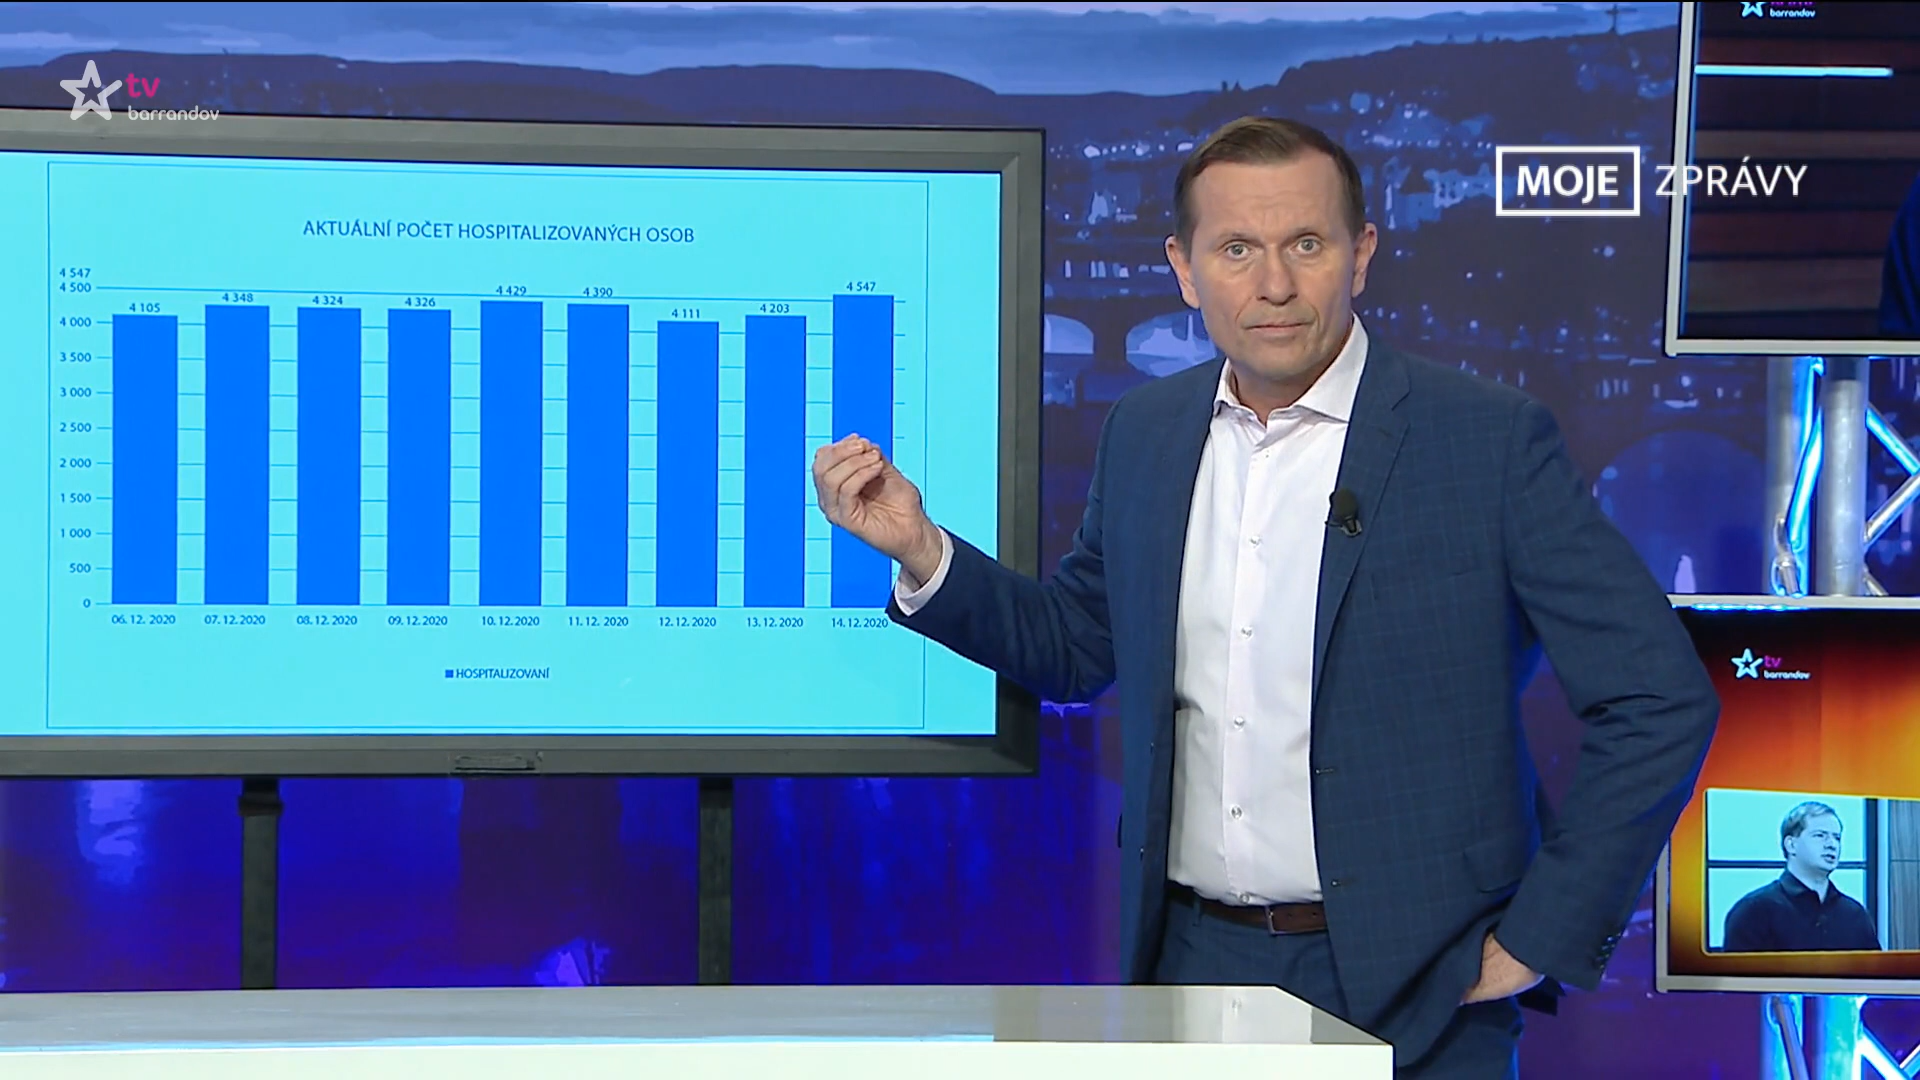 tv
barrandov
MOJE ZPRÁVY
barrandov
AKTUÁLNÍ POČET HOSPITALIZOVANÝCH OSOB
4 547
4 500
4 000
3 500
3 000
2 500
2 000
1 500
1 000
500
0
4 105
4 348
4 324
4 326
4 429
4 390
4 111
4 203
4 547
06. 12. 2020
07. 12. 2020
08. 12. 2020
09. 12. 2020
10. 12. 2020
11. 12. 2020
12. 12. 2020
13. 12. 2020
14. 12. 2020
HOSPITALIZOVANÍ
tv
barrandov